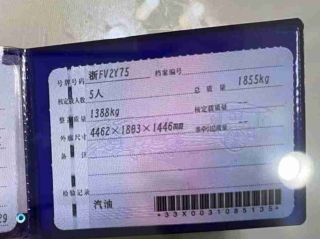 号牌号码 浙FV2Y75 档案编号
核定载人数 5人 总质量 1855kg
整备质量 1388kg 核定载质量 --
外廓尺寸 4462×1803×1446mm 准牵引总质量 --
备注
检验记录
汽油 *33X0031085135*
29